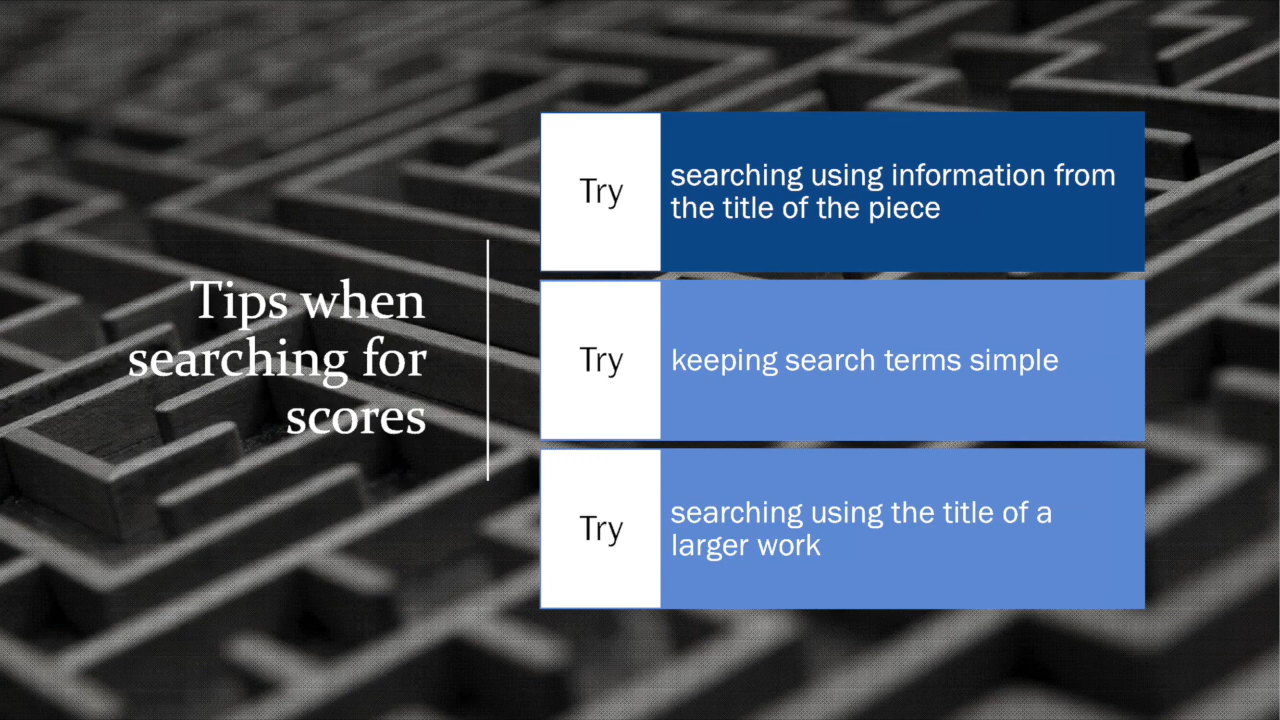 Tips when
searching for
scores
Try
searching using information from
the title of the piece
Try
keeping search terms simple
Try
searching using the title of a
larger work